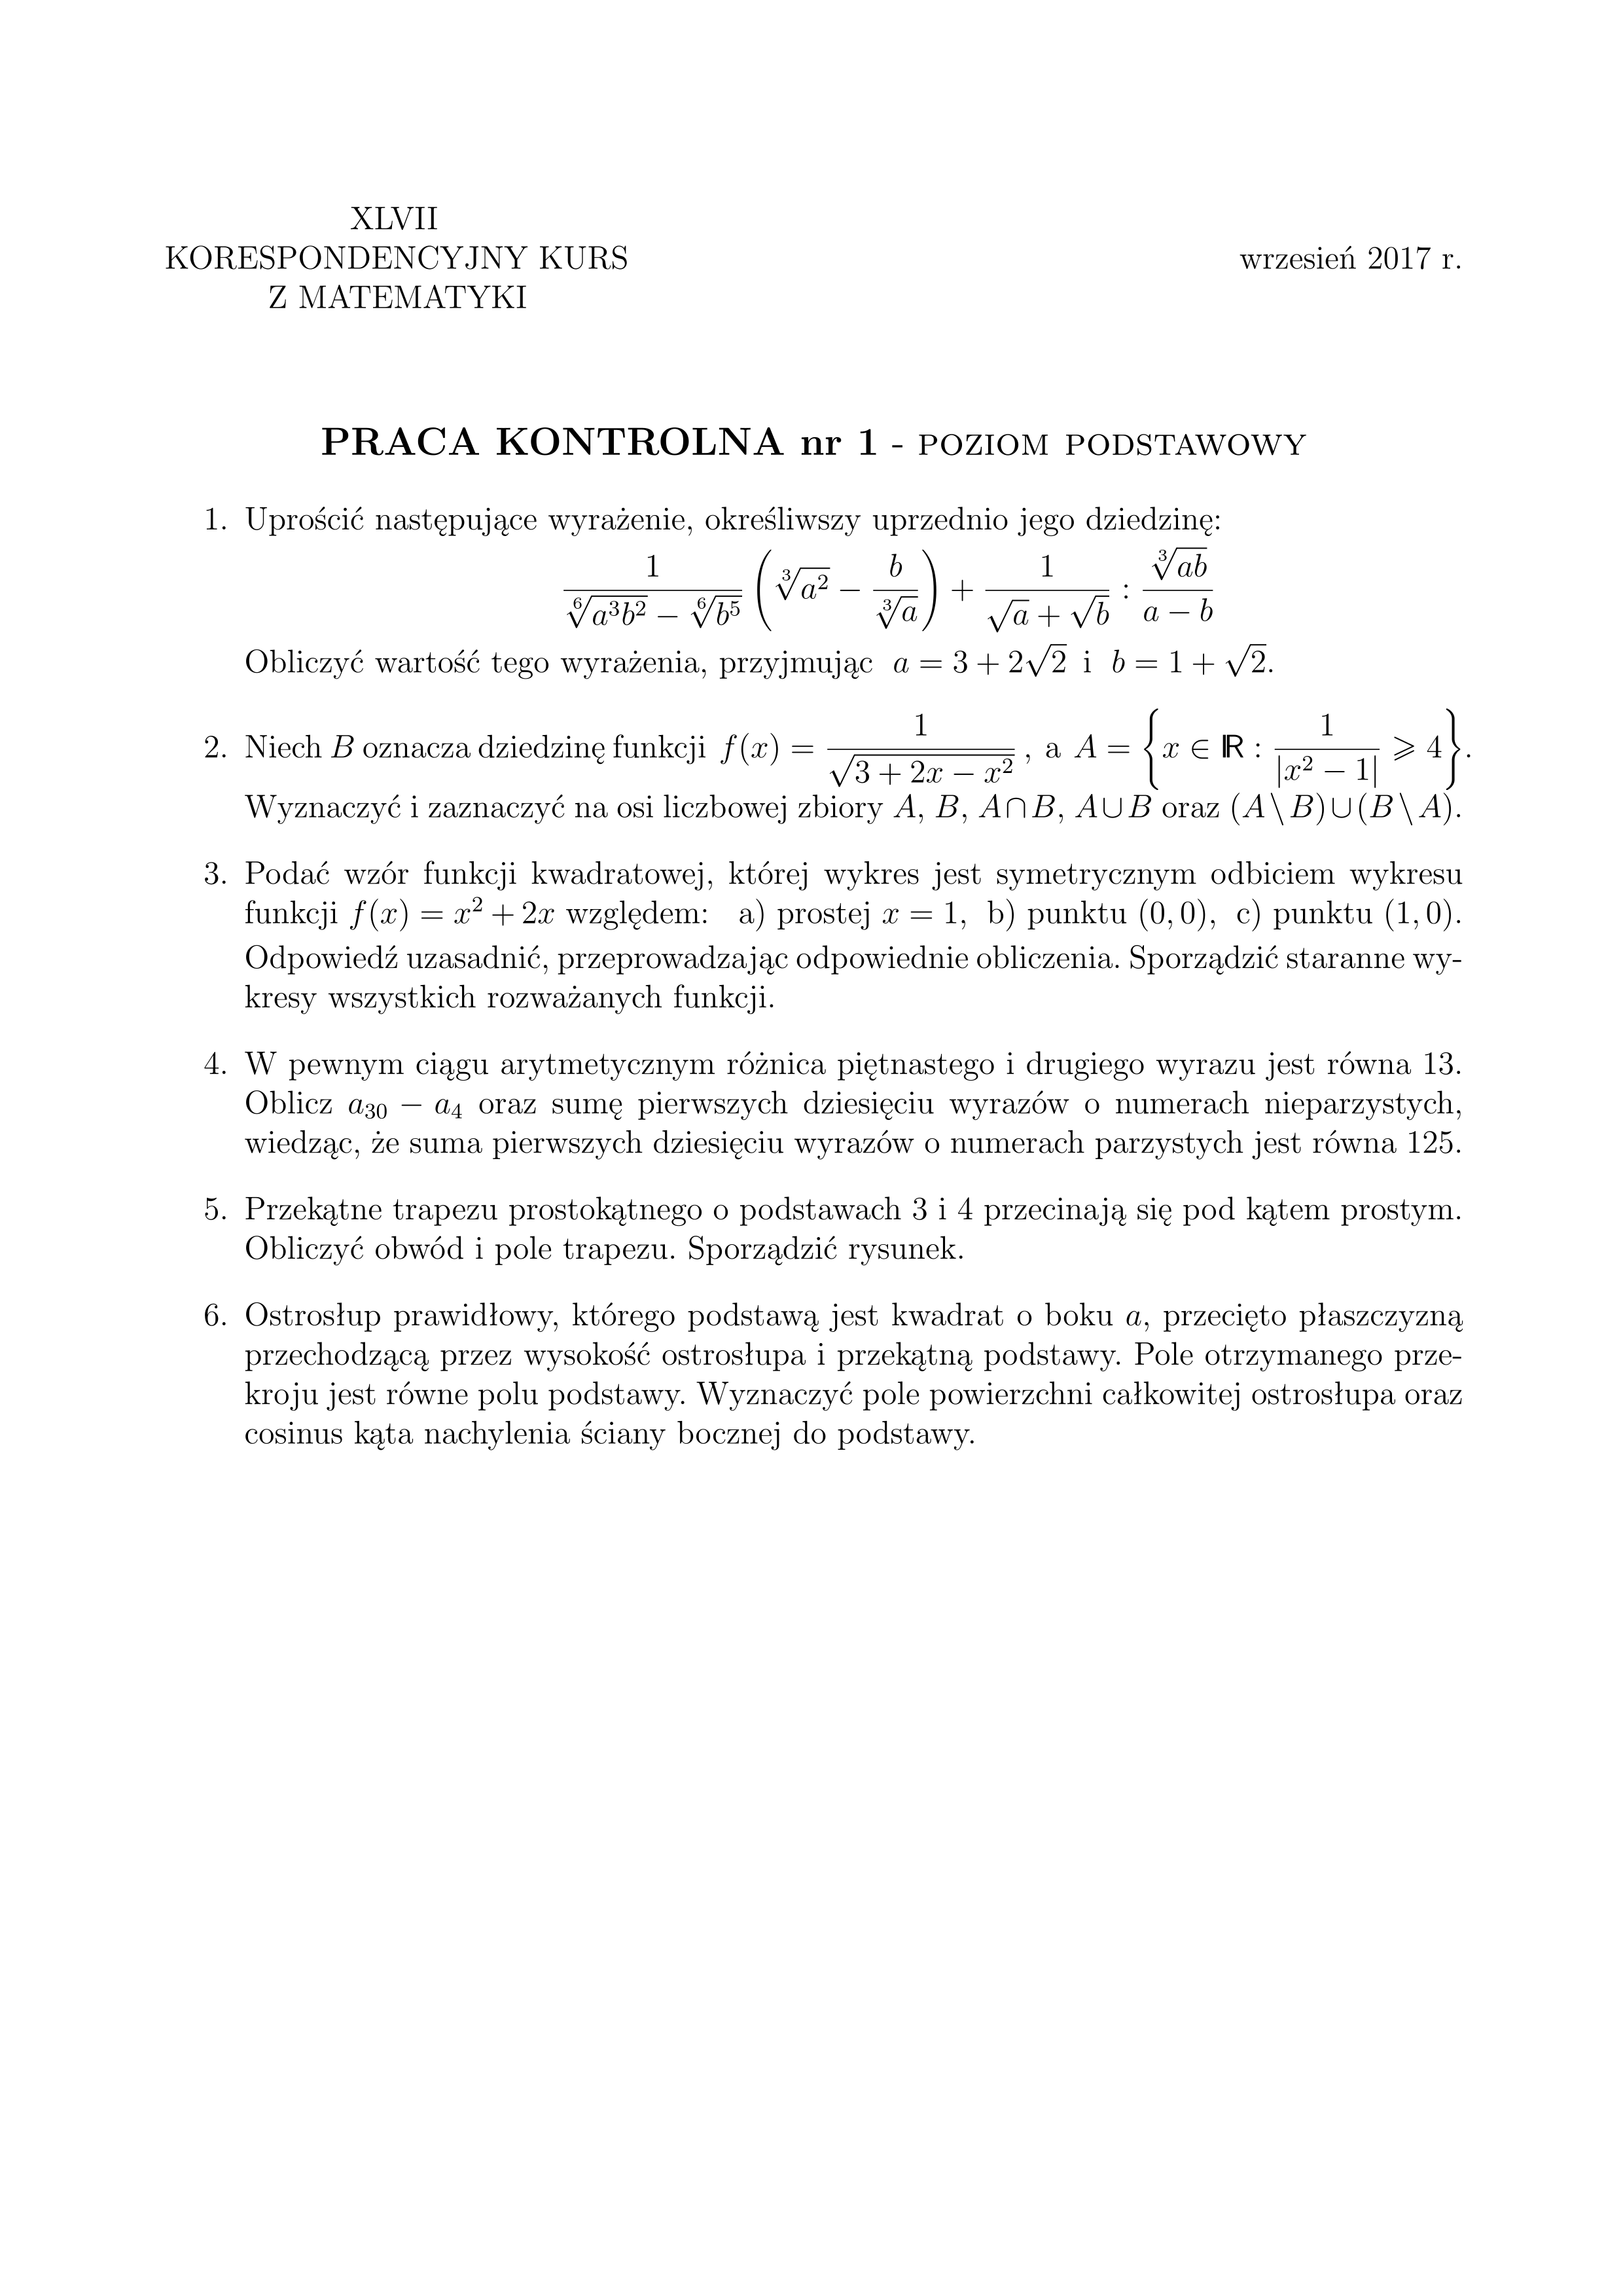 XLVII
KORESPONDENCYJNY KURS
Z MATEMATYKI
wrzesień 2017 r.
PRACA KONTROLNA nr 1 - POZIOM PODSTAWOWY
1. Uprościć następujące wyrażenie, określiwszy uprzednio jego dziedzinę:
$\frac{1}{\sqrt[6]{a^3b^2} - \sqrt[6]{b^5}} \left( \sqrt[3]{a^2} - \frac{b}{\sqrt[3]{a}} \right) + \frac{1}{\sqrt{a} + \sqrt{b}} : \frac{\sqrt[3]{ab}}{a - b}$
Obliczyć wartość tego wyrażenia, przyjmując $a = 3 + 2\sqrt{2}$ i $b = 1 + \sqrt{2}$.
2. Niech $B$ oznacza dziedzinę funkcji $f(x) = \frac{1}{\sqrt{3 + 2x - x^2}}$, a $A = \left\{ x \in \mathbb{R} : \frac{1}{|x^2 - 1|} \geqslant 4 \right\}$.
Wyznaczyć i zaznaczyć na osi liczbowej zbiory $A$, $B$, $A \cap B$, $A \cup B$ oraz $(A \setminus B) \cup (B \setminus A)$.
3. Podać wzór funkcji kwadratowej, której wykres jest symetrycznym odbiciem wykresu
funkcji $f(x) = x^2 + 2x$ względem: a) prostej $x = 1$, b) punktu $(0, 0)$, c) punktu $(1, 0)$.
Odpowiedź uzasadnić, przeprowadzając odpowiednie obliczenia. Sporządzić staranne wy-
kresy wszystkich rozważanych funkcji.
4. W pewnym ciągu arytmetycznym różnica piętnastego i drugiego wyrazu jest równa 13.
Oblicz $a_{30} - a_4$ oraz sumę pierwszych dziesięciu wyrazów o numerach nieparzystych,
wiedząc, że suma pierwszych dziesięciu wyrazów o numerach parzystych jest równa 125.
5. Przekątne trapezu prostokątnego o podstawach 3 i 4 przecinają się pod kątem prostym.
Obliczyć obwód i pole trapezu. Sporządzić rysunek.
6. Ostrosłup prawidłowy, którego podstawą jest kwadrat o boku $a$, przecięto płaszczyzną
przechodzącą przez wysokość ostrosłupa i przekątną podstawy. Pole otrzymanego prze-
kroju jest równe polu podstawy. Wyznaczyć pole powierzchni całkowitej ostrosłupa oraz
cosinus kąta nachylenia ściany bocznej do podstawy.